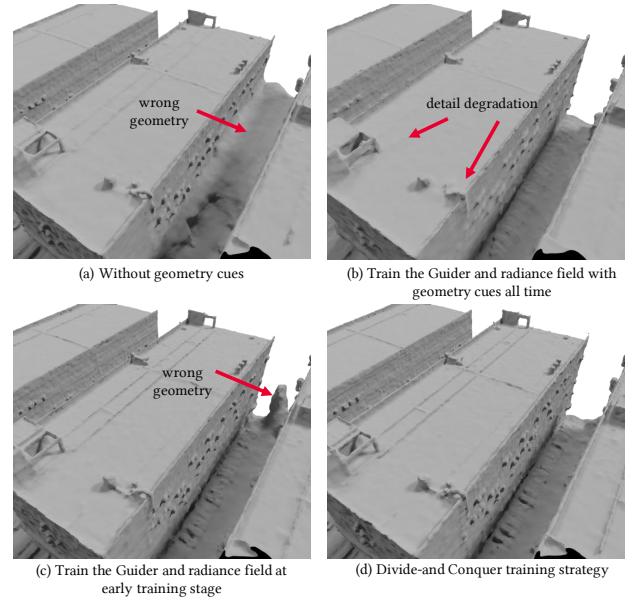 wrong
geometry
detail degradation
(a) Without geometry cues
(b) Train the Guider and radiance field with
geometry cues all time
wrong
geometry
(c) Train the Guider and radiance field at
early training stage
(d) Divide-and Conquer training strategy